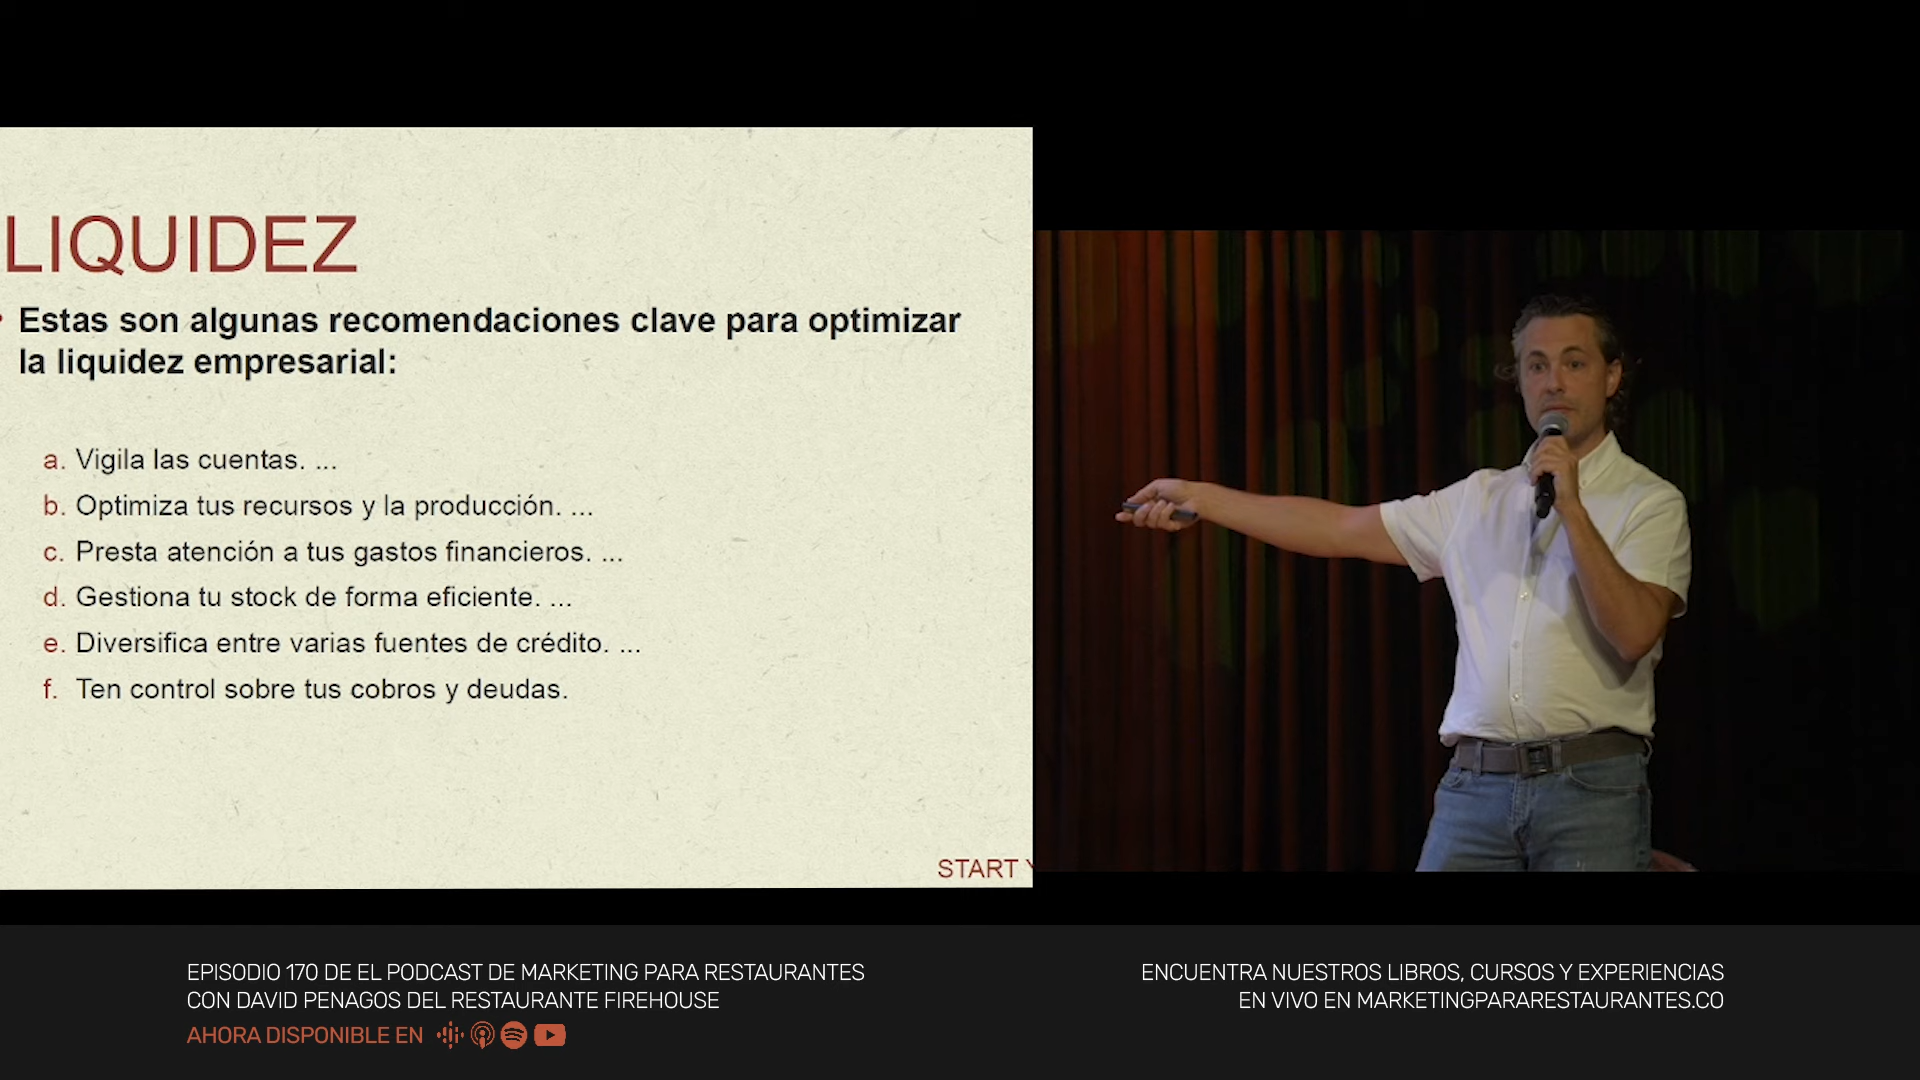 LIQUIDEZ
Estas son algunas recomendaciones clave para optimizar
la liquidez empresarial:
a. Vigila las cuentas. ...
b. Optimiza tus recursos y la producción. ...
c. Presta atención a tus gastos financieros. ...
d. Gestiona tu stock de forma eficiente. ...
e. Diversifica entre varias fuentes de crédito. ...
f. Ten control sobre tus cobros y deudas.
START
EPISODIO 170 DE EL PODCAST DE MARKETING PARA RESTAURANTES
CON DAVID PENAGOS DEL RESTAURANTE FIREHOUSE
AHORA DISPONIBLE EN
ENCUENTRA NUESTROS LIBROS, CURSOS Y EXPERIENCIAS
EN VIVO EN MARKETINGPARARESTAURANTES.CO